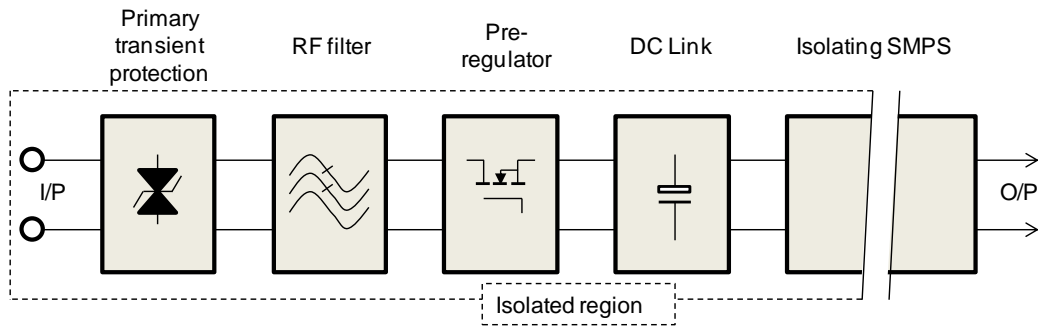 Primary
transient
protection
RF filter
Pre-
regulator
DC Link
Isolating SMPS
I/P
O/P
Isolated region